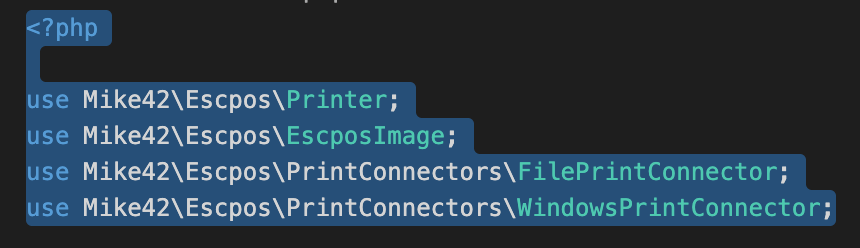 <?php
use Mike42\Escpos\Printer;
use Mike42\Escpos\EscposImage;
use Mike42\Escpos\PrintConnectors\FilePrintConnector;
use Mike42\Escpos\PrintConnectors\WindowsPrintConnector;